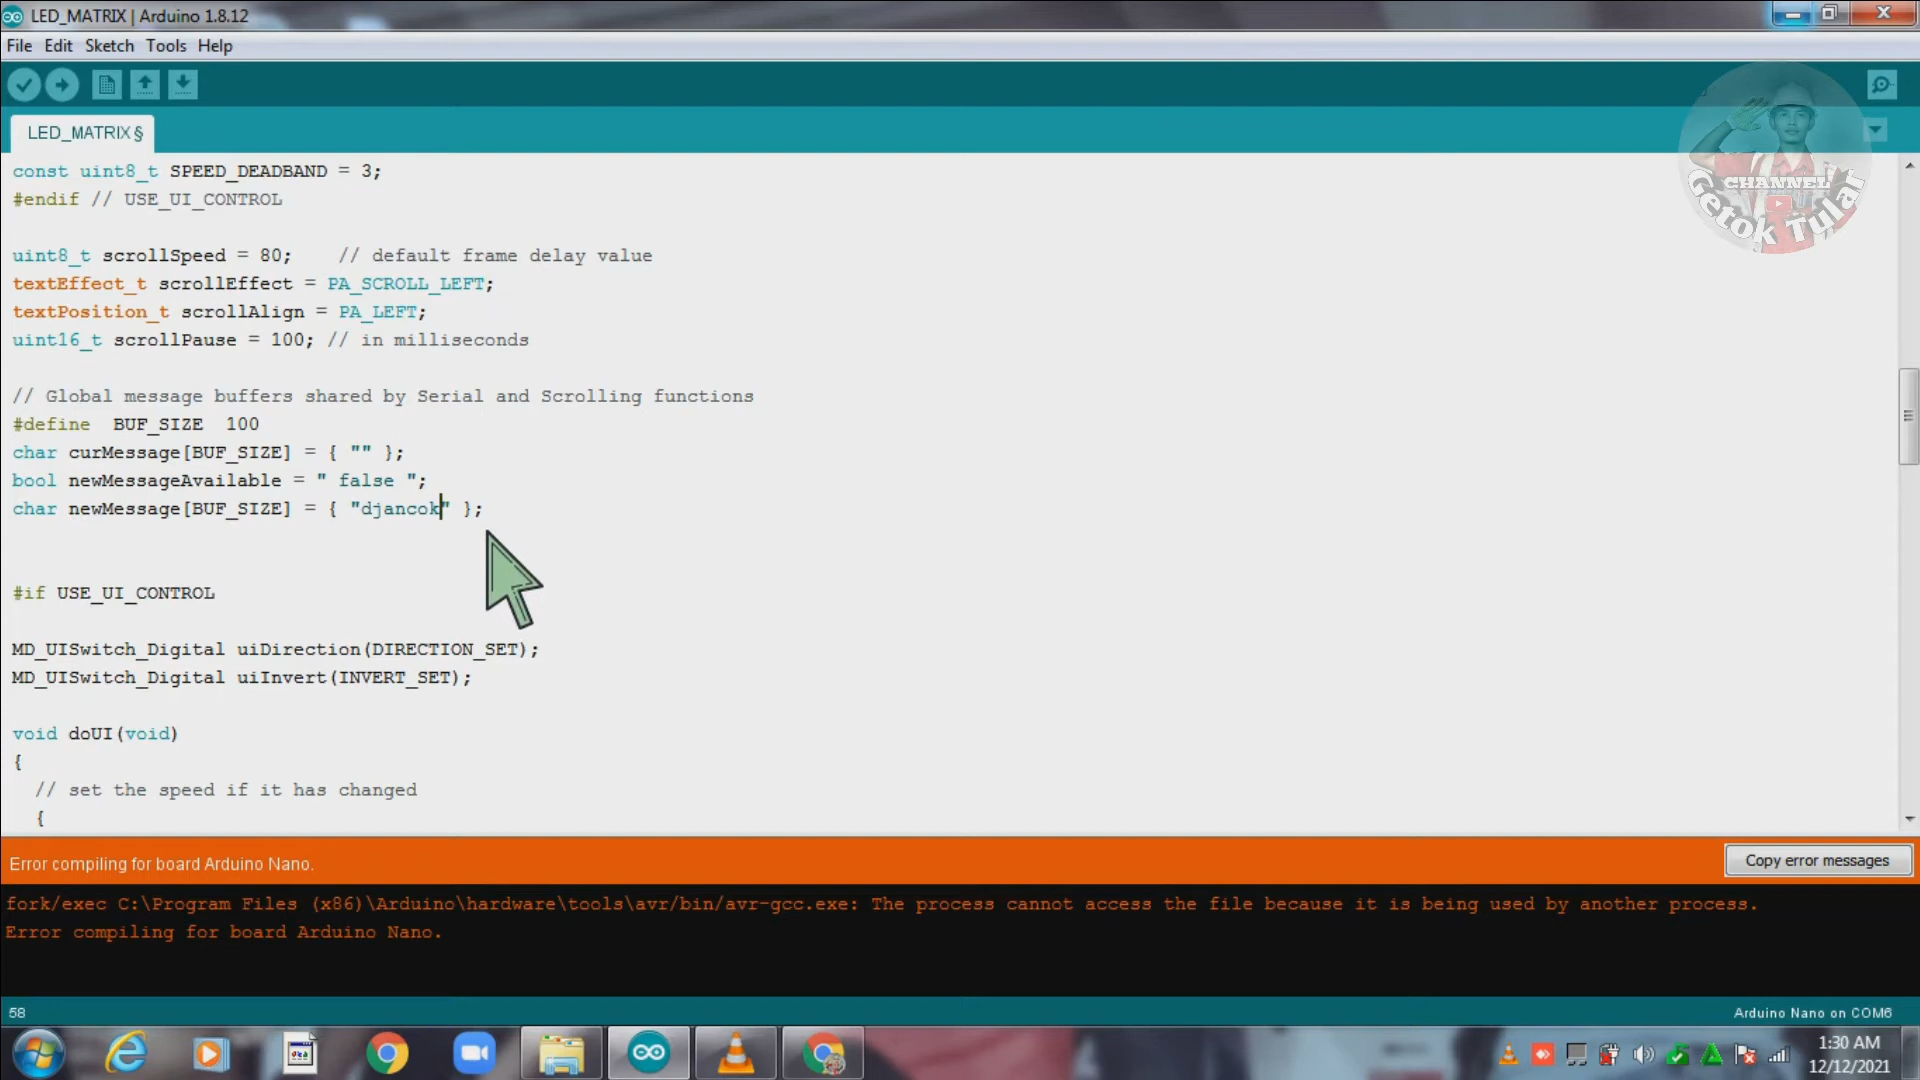 LED_MATRIX | Arduino 1.8.12
File Edit Sketch Tools Help
LED_MATRIX §
const uint8_t SPEED_DEADBAND = 3;
#endif // USE_UI_CONTROL
uint8_t scrollSpeed = 80;    // default frame delay value
textEffect_t scrollEffect = PA_SCROLL_LEFT;
textPosition_t scrollAlign = PA_LEFT;
uint16_t scrollPause = 100; // in milliseconds
// Global message buffers shared by Serial and Scrolling functions
#define  BUF_SIZE  100
char curMessage[BUF_SIZE] = { "" };
bool newMessageAvailable = " false ";
char newMessage[BUF_SIZE] = { "djancok" };
#if USE_UI_CONTROL
MD_UISwitch_Digital uiDirection(DIRECTION_SET);
MD_UISwitch_Digital uiInvert(INVERT_SET);
void doUI(void)
{
  // set the speed if it has changed
  {
CHANNEL
Getok Tular
Error compiling for board Arduino Nano.
Copy error messages
fork/exec C:\Program Files (x86)\Arduino\hardware\tools\avr/bin/avr-gcc.exe: The process cannot access the file because it is being used by another process.
Error compiling for board Arduino Nano.
58
Arduino Nano on COM6
1:30 AM
12/12/2021